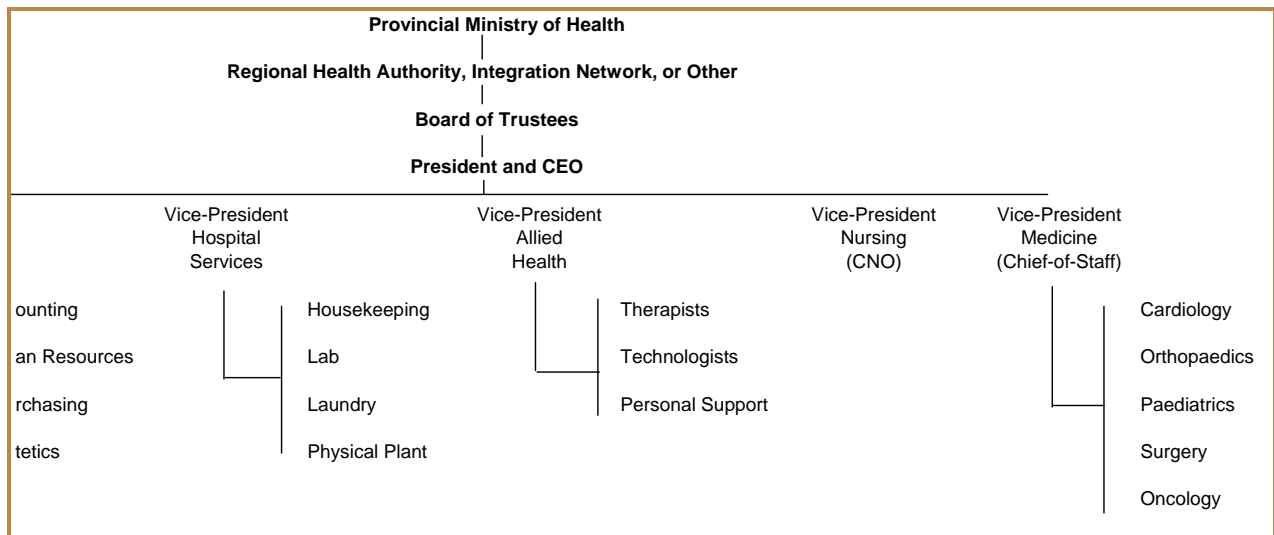 Provincial Ministry of Health
Regional Health Authority, Integration Network, or Other
Board of Trustees
President and CEO
Vice-President
Hospital
Services
Vice-President
Allied
Health
Vice-President
Nursing
(CNO)
Vice-President
Medicine
(Chief-of-Staff)
ounting
an Resources
rchasing
tetics
Housekeeping
Lab
Laundry
Physical Plant
Therapists
Technologists
Personal Support
Cardiology
Orthopaedics
Paediatrics
Surgery
Oncology